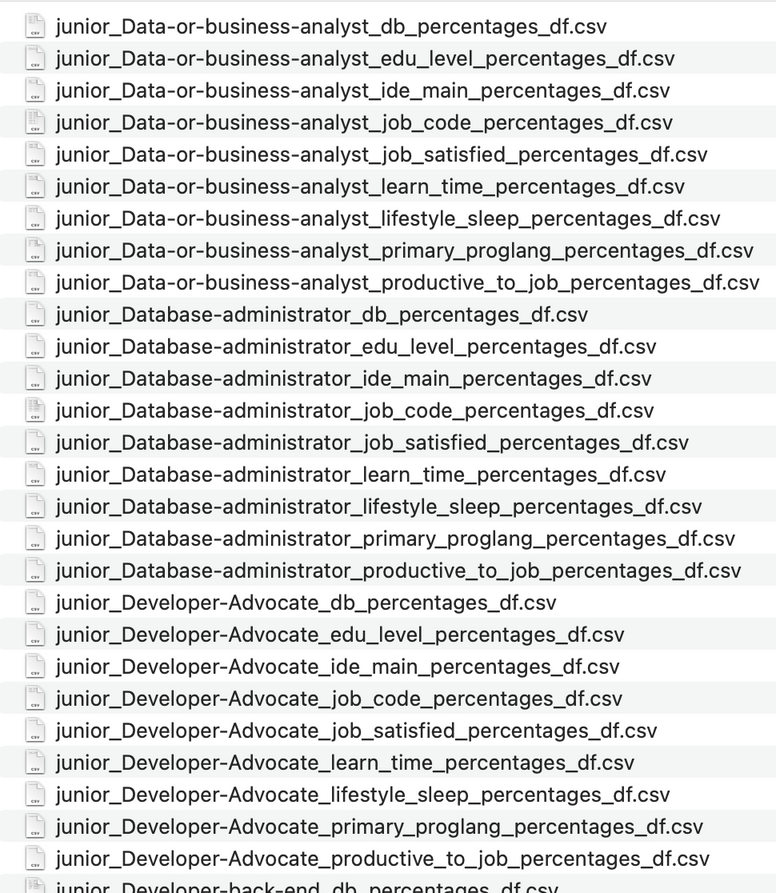 junior_Data-or-business-analyst_db_percentages_df.csv
junior_Data-or-business-analyst_edu_level_percentages_df.csv
junior_Data-or-business-analyst_ide_main_percentages_df.csv
junior_Data-or-business-analyst_job_code_percentages_df.csv
junior_Data-or-business-analyst_job_satisfied_percentages_df.csv
junior_Data-or-business-analyst_learn_time_percentages_df.csv
junior_Data-or-business-analyst_lifestyle_sleep_percentages_df.csv
junior_Data-or-business-analyst_primary_proglang_percentages_df.csv
junior_Data-or-business-analyst_productive_to_job_percentages_df.csv
junior_Database-administrator_db_percentages_df.csv
junior_Database-administrator_edu_level_percentages_df.csv
junior_Database-administrator_ide_main_percentages_df.csv
junior_Database-administrator_job_code_percentages_df.csv
junior_Database-administrator_job_satisfied_percentages_df.csv
junior_Database-administrator_learn_time_percentages_df.csv
junior_Database-administrator_lifestyle_sleep_percentages_df.csv
junior_Database-administrator_primary_proglang_percentages_df.csv
junior_Database-administrator_productive_to_job_percentages_df.csv
junior_Developer-Advocate_db_percentages_df.csv
junior_Developer-Advocate_edu_level_percentages_df.csv
junior_Developer-Advocate_ide_main_percentages_df.csv
junior_Developer-Advocate_job_code_percentages_df.csv
junior_Developer-Advocate_job_satisfied_percentages_df.csv
junior_Developer-Advocate_learn_time_percentages_df.csv
junior_Developer-Advocate_lifestyle_sleep_percentages_df.csv
junior_Developer-Advocate_primary_proglang_percentages_df.csv
junior_Developer-Advocate_productive_to_job_percentages_df.csv
junior_Developer-back-end_db_percentages_df.csv